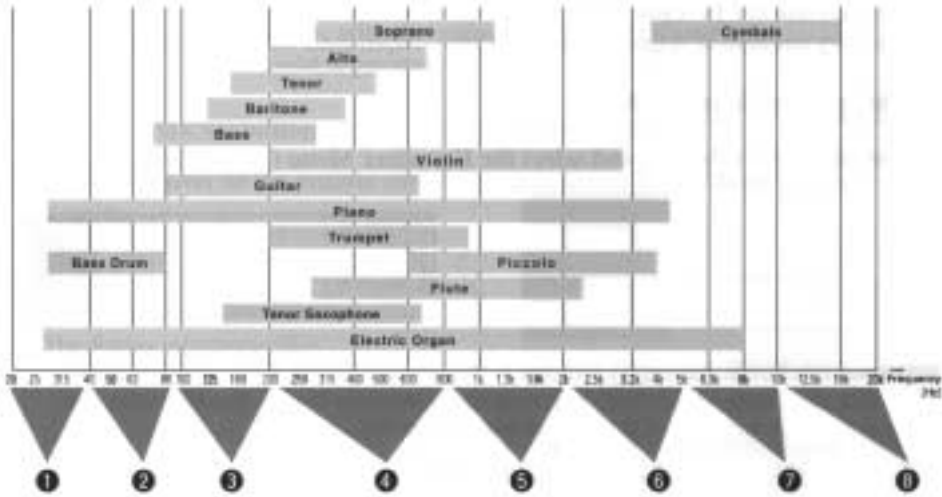 Soprano Cymbals
Alto
Tenor
Baritone
Bass
Violin
Guitar
Piano
Trumpet
Bass Drum Piccolo
Flute
Tenor Saxophone
Electric Organ
20 25 31.5 40 50 63 80 100 125 160 200 250 315 400 500 630 800 1k 1.3k 2k 2.5k 3.2k 4k 5k 6.3k 8k 10k 12.5k 16k 20k Frequency
(Hz)
1 2 3 4 5 6 7 8